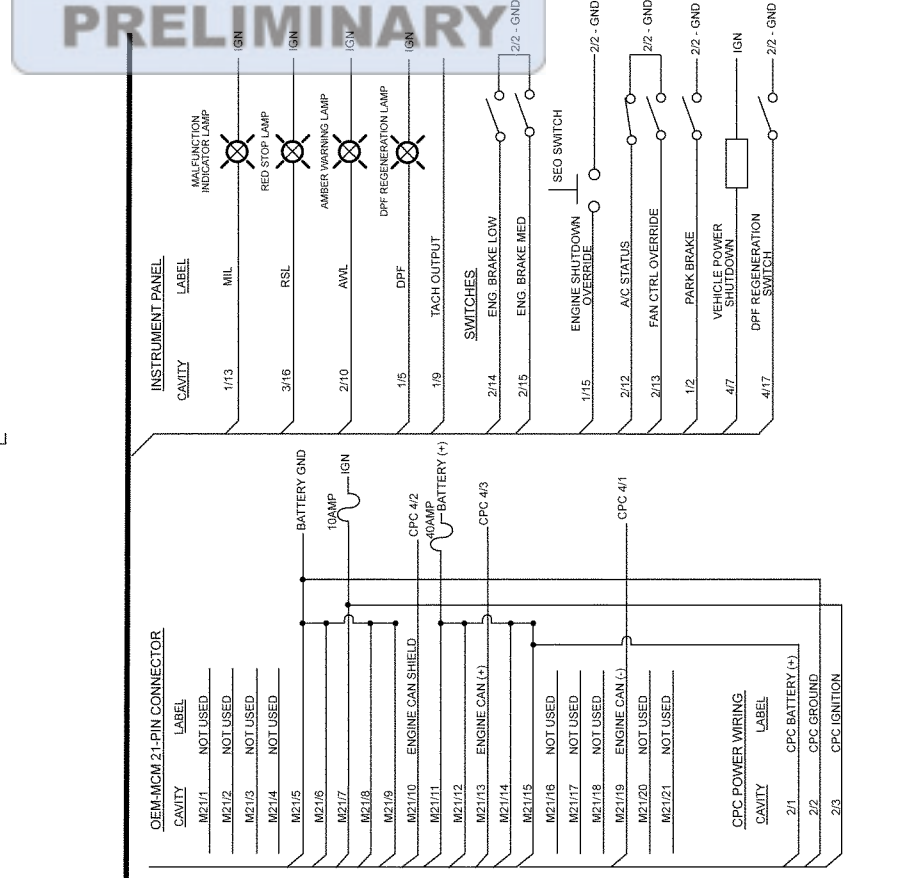 PRELIMINARY
INSTRUMENT PANEL
CAVITY LABEL
1/13 MIL MALFUNCTION INDICATOR LAMP IGN
3/16 RSL RED STOP LAMP IGN
2/10 AWL AMBER WARNING LAMP IGN
1/5 DPF DPF REGENERATION LAMP IGN
1/9 TACH OUTPUT
SWITCHES
2/14 ENG. BRAKE LOW
2/15 ENG. BRAKE MED
2/2 - GND
1/15 ENGINE SHUTDOWN OVERRIDE SEO SWITCH 2/2 - GND
2/12 A/C STATUS
2/13 FAN CTRL OVERRIDE
2/2 - GND
1/2 PARK BRAKE 2/2 - GND
4/7 VEHICLE POWER SHUTDOWN IGN
4/17 DPF REGENERATION SWITCH 2/2 - GND
OEM-MCM 21-PIN CONNECTOR
CAVITY LABEL
M21/1 NOT USED
M21/2 NOT USED
M21/3 NOT USED
M21/4 NOT USED
M21/5 BATTERY GND
M21/6
M21/7 10AMP IGN
M21/8
M21/9
M21/10 ENGINE CAN SHIELD CPC 4/2
M21/11 40AMP BATTERY (+)
M21/12
M21/13 ENGINE CAN (+) CPC 4/3
M21/14
M21/15
M21/16 NOT USED
M21/17 NOT USED
M21/18 NOT USED
M21/19 ENGINE CAN (-) CPC 4/1
M21/20 NOT USED
M21/21 NOT USED
CPC POWER WIRING
CAVITY LABEL
2/1 CPC BATTERY (+)
2/2 CPC GROUND
2/3 CPC IGNITION